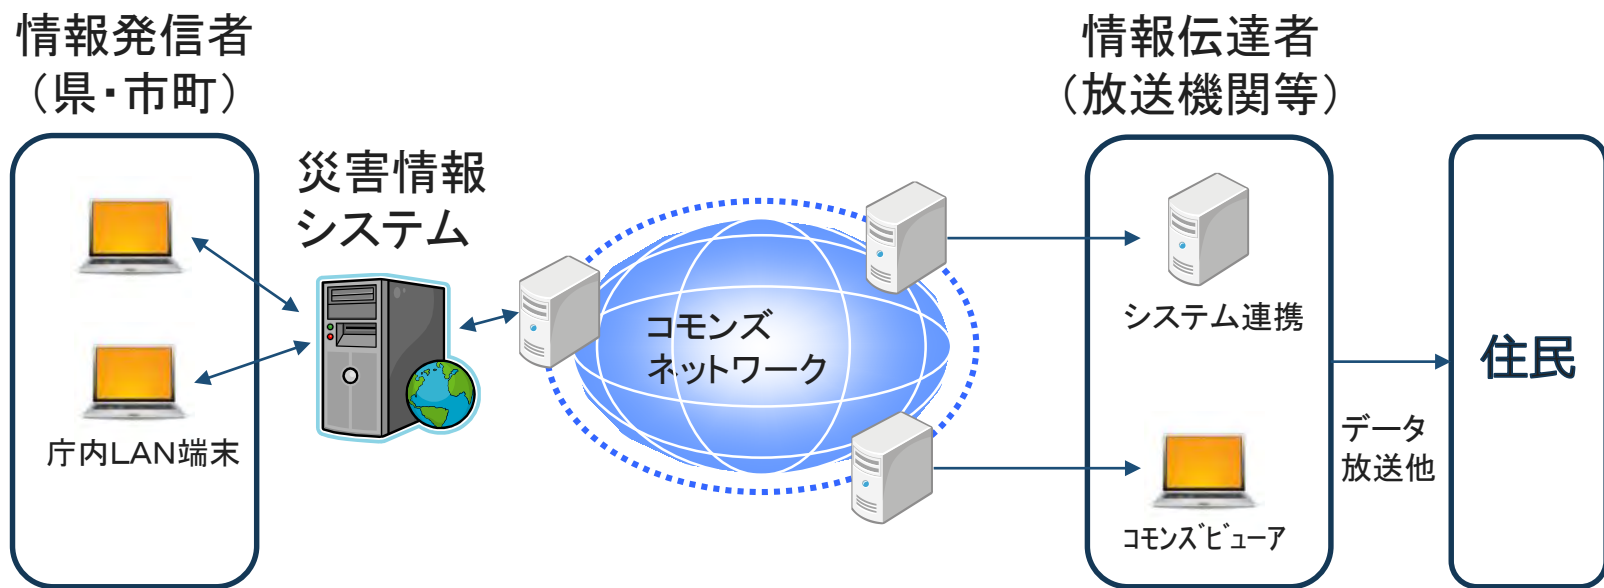 情報発信者
（県・市町）
庁内LAN端末
災害情報
システム
コモンズ
ネットワーク
情報伝達者
（放送機関等）
システム連携
ｺﾓﾝｽﾞﾋﾞｭｰｱ
データ
放送他
住民